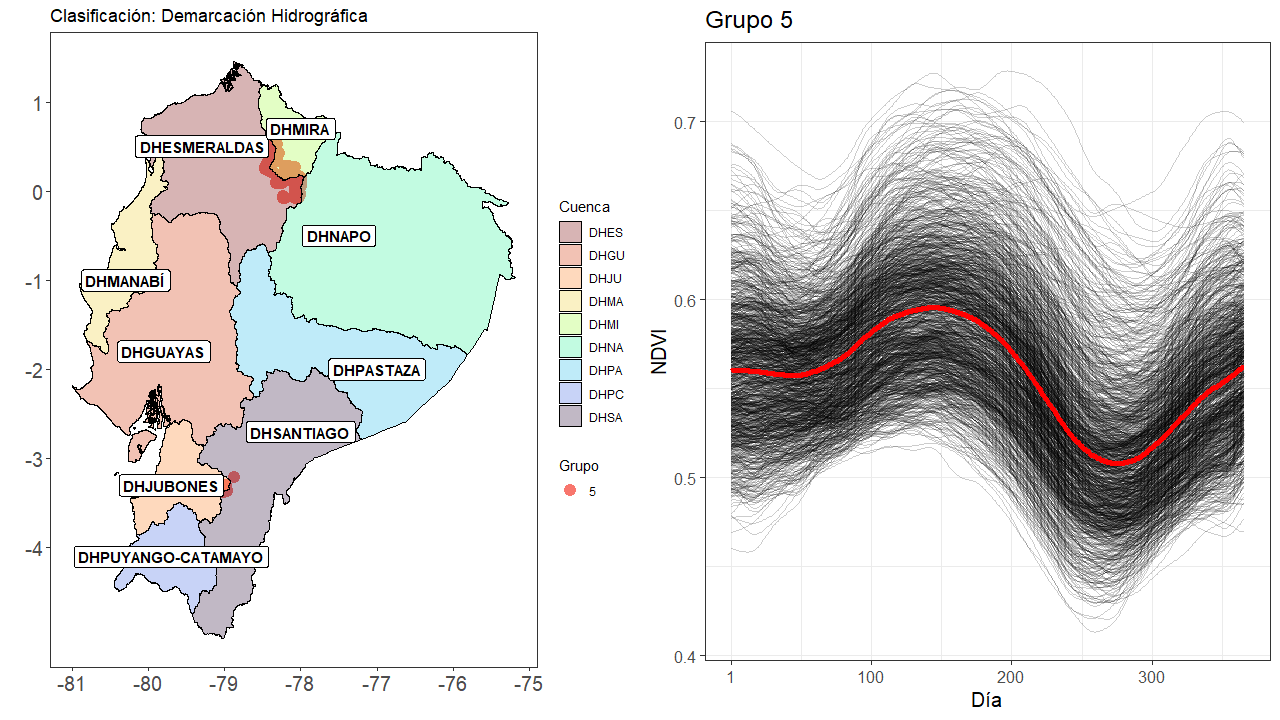 Clasificación: Demarcación Hidrográfica
1
0
-1
-2
-3
-4
-81
-80
-79
-78
-77
-76
-75
DHMIRA
DHESMERALDAS
DHNAPO
DHMANABÍ
DHGUAYAS
DHPASTAZA
DHSANTIAGO
DHJUBONES
DHPUYANGO-CATAMAYO
Cuenca
DHES
DHGU
DHJU
DHMA
DHMI
DHNA
DHPA
DHPC
DHSA
Grupo
5
Grupo 5
NDVI
0.7
0.6
0.5
0.4
1
100
200
300
Día